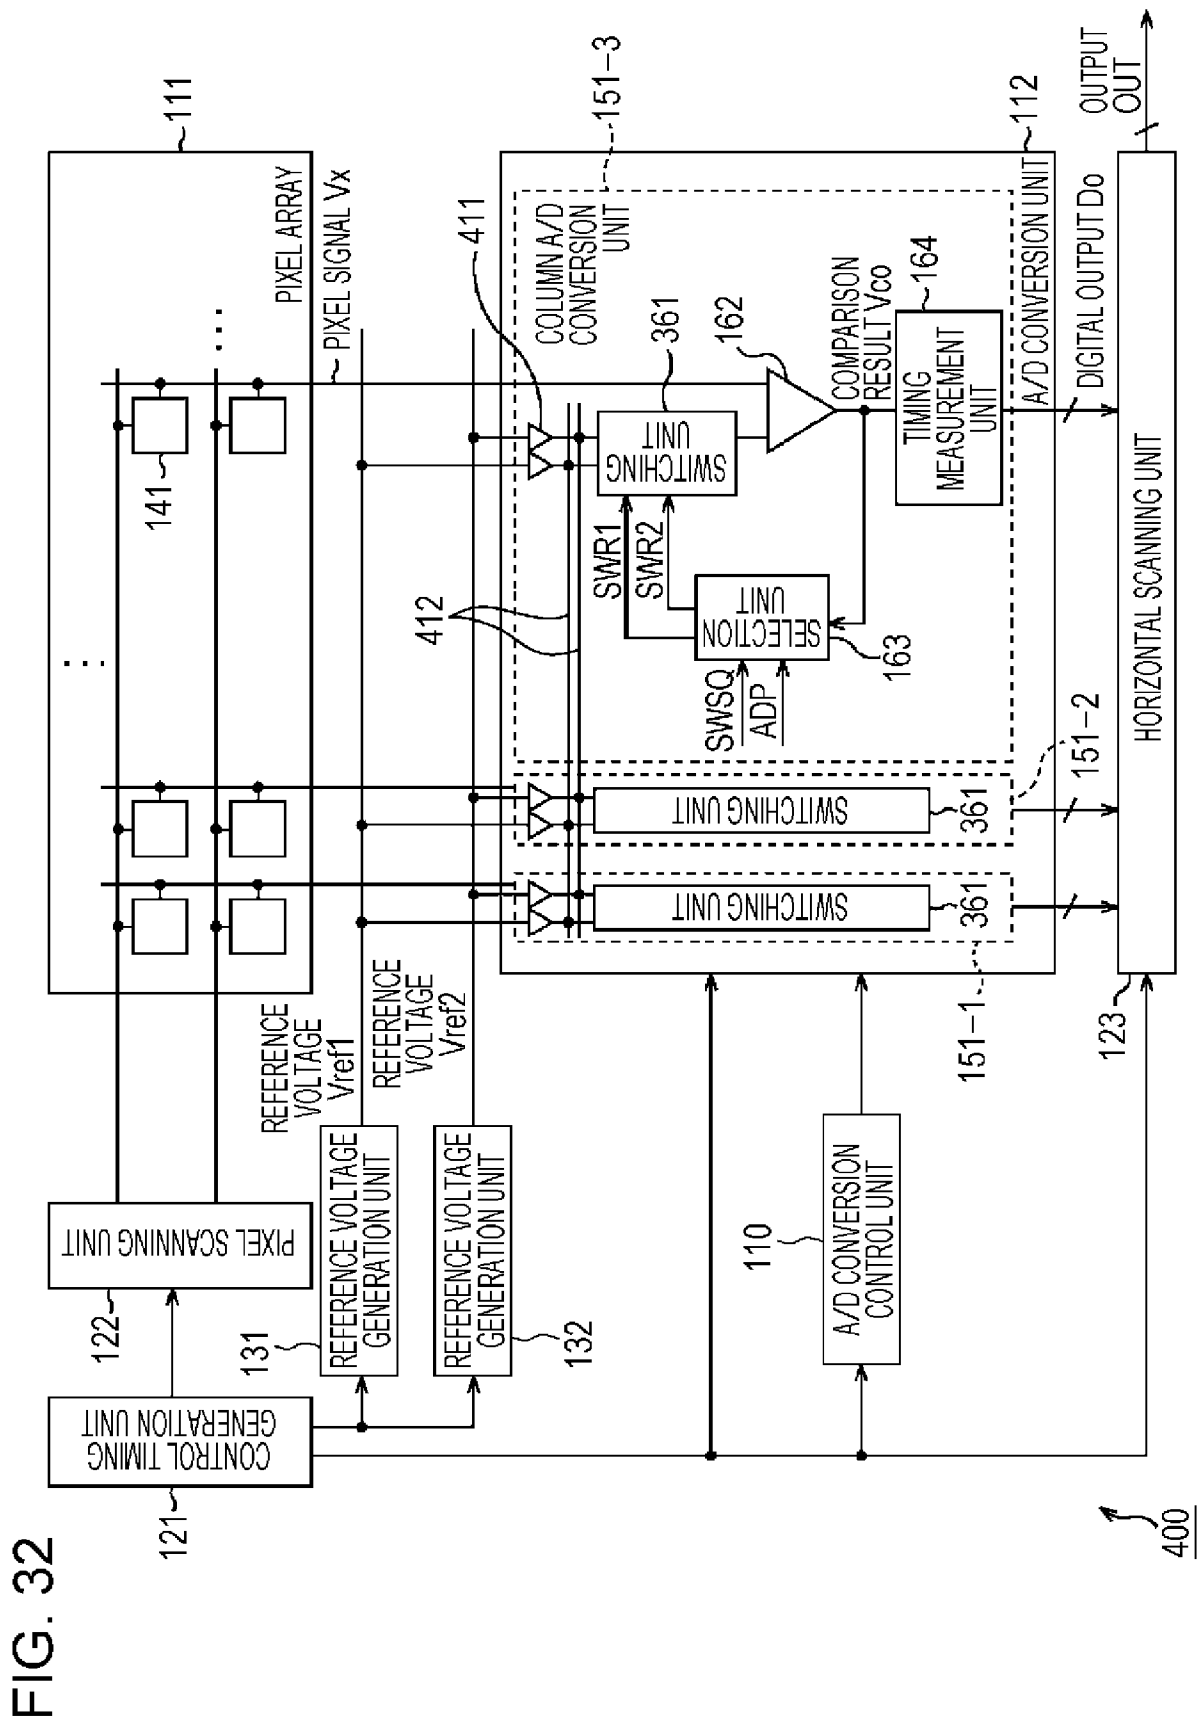 FIG. 32
400
CONTROL TIMING
GENERATION UNIT
121
PIXEL SCANNING UNIT
122
REFERENCE VOLTAGE
GENERATION UNIT
131
REFERENCE VOLTAGE
GENERATION UNIT
132
A/D CONVERSION
CONTROL UNIT
110
REFERENCE
VOLTAGE
Vref1
REFERENCE
VOLTAGE
Vref2
PIXEL ARRAY
111
141
...
...
PIXEL SIGNAL Vx
412
411
COLUMN A/D
CONVERSION
UNIT
151-3
SWITCHING UNIT
361
151-1
SWITCHING UNIT
361
151-2
SWITCHING
UNIT
361
SWR1
SWR2
SELECTION
UNIT
163
SWSQ
ADP
162
COMPARISON
RESULT Vco
TIMING
MEASUREMENT
UNIT
164
A/D CONVERSION UNIT
112
DIGITAL OUTPUT Do
HORIZONTAL SCANNING UNIT
123
OUTPUT
OUT